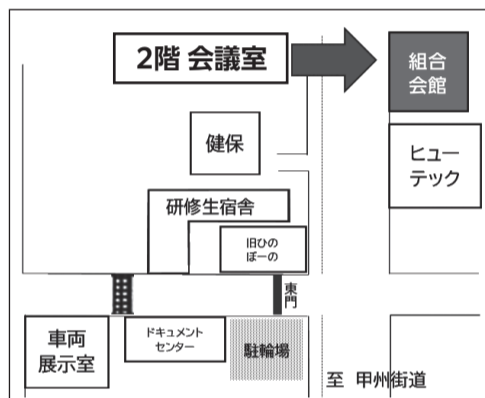 2階 会議室
組合
会館
健保
ヒュー
テック
研修生宿舎
旧ひの
ぼーの
東門
車両
展示室
ドキュメント
センター
駐輪場
至 甲州街道